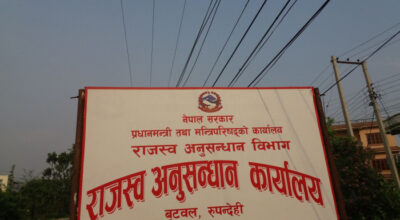 नेपाल सरकार
प्रधानमन्त्री तथा मन्त्रिपरिषद्को कार्यालय
राजस्व अनुसन्धान विभाग
राजस्व अनुसन्धान कार्यालय
बुटवल, रुपन्देही